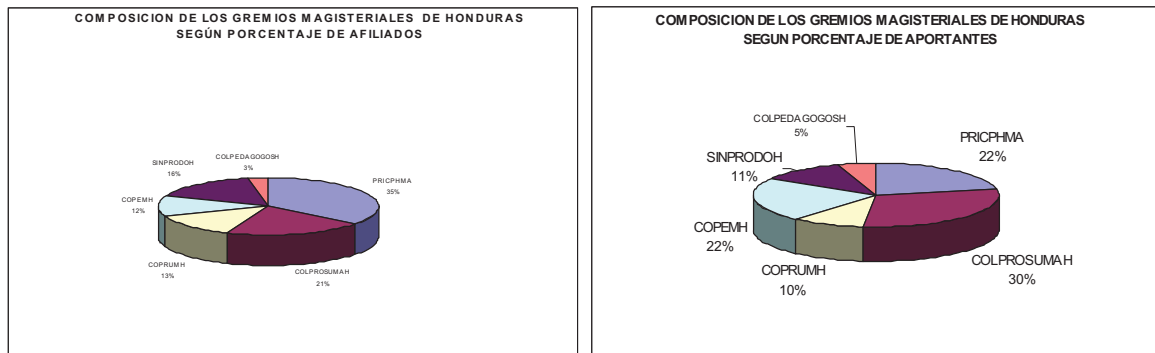 COMPOSICION DE LOS GREMIOS MAGISTERIALES DE HONDURAS
SEGÚN PORCENTAJE DE AFILIADOS
COLPEDAGOGOSH
3%
SINPRODOH
16%
PRICPHMA
35%
COPEMH
12%
COPRUMH
13%
COLPROSUMAH
21%
COMPOSICION DE LOS GREMIOS MAGISTERIALES DE HONDURAS
SEGUN PORCENTAJE DE APORTANTES
COLPEDAGOGOSH
5%
PRICPHMA
22%
SINPRODOH
11%
COPEMH
22%
COPRUMH
10%
COLPROSUMAH
30%